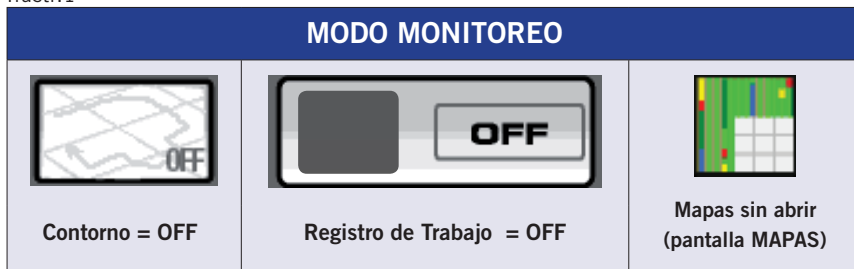 MODO MONITOREO
OFF
OFF
Contorno = OFF
Registro de Trabajo = OFF
Mapas sin abrir
(pantalla MAPAS)